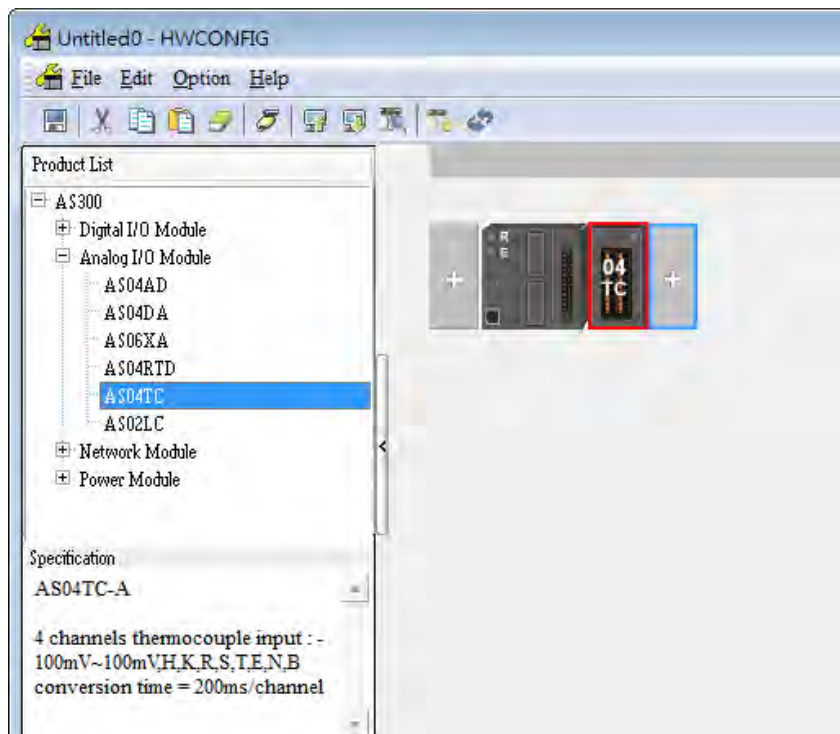 Untitled0 - HWCONFIG
File Edit Option Help
Product List
AS300
Digital I/O Module
Analog I/O Module
AS04AD
AS04DA
AS06XA
AS04RTD
AS04TC
AS02LC
Network Module
Power Module
R
E
04
TC
Specification
AS04TC-A
4 channels thermocouple input : -
100mV~100mV,H,K,R,S,T,E,N,B
conversion time = 200ms/channel